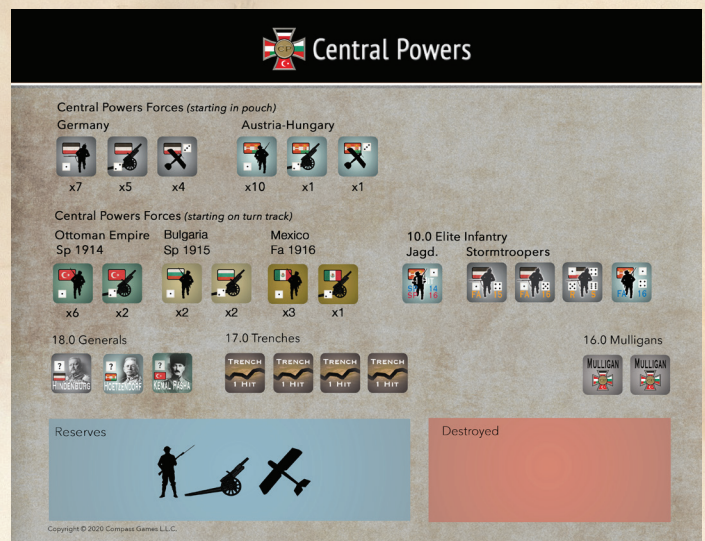 CP Central Powers
Central Powers Forces (starting in pouch)
Germany Austria-Hungary
x7 x5 x4 x10 x1 x1
Central Powers Forces (starting on turn track)
Ottoman Empire Bulgaria Mexico
Sp 1914 Sp 1915 Fa 1916
10.0 Elite Infantry
Jagd. Stormtroopers
x6 x2 x2 x2 x3 x1
18.0 Generals 17.0 Trenches 16.0 Mulligans
? ? ?
HINDENBURG HOETZENDORF KEMAL PASHA
TRENCH TRENCH TRENCH TRENCH
1 HIT 1 HIT 1 HIT 1 HIT
MULLIGAN MULLIGAN
Reserves Destroyed
Copyright © 2020 Compass Games L.L.C.